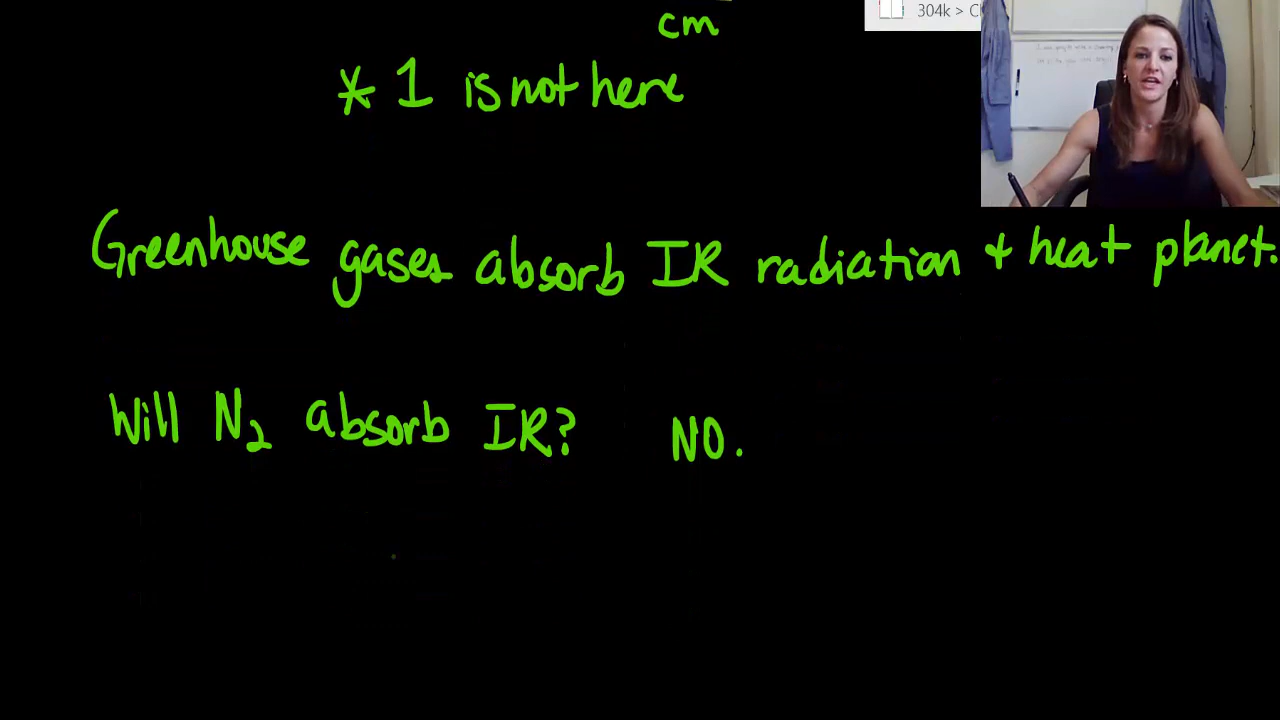 304k > C
cm
* 1 is not here
Greenhouse gases absorb IR radiation + heat planet.
Will N₂ absorb IR? NO.